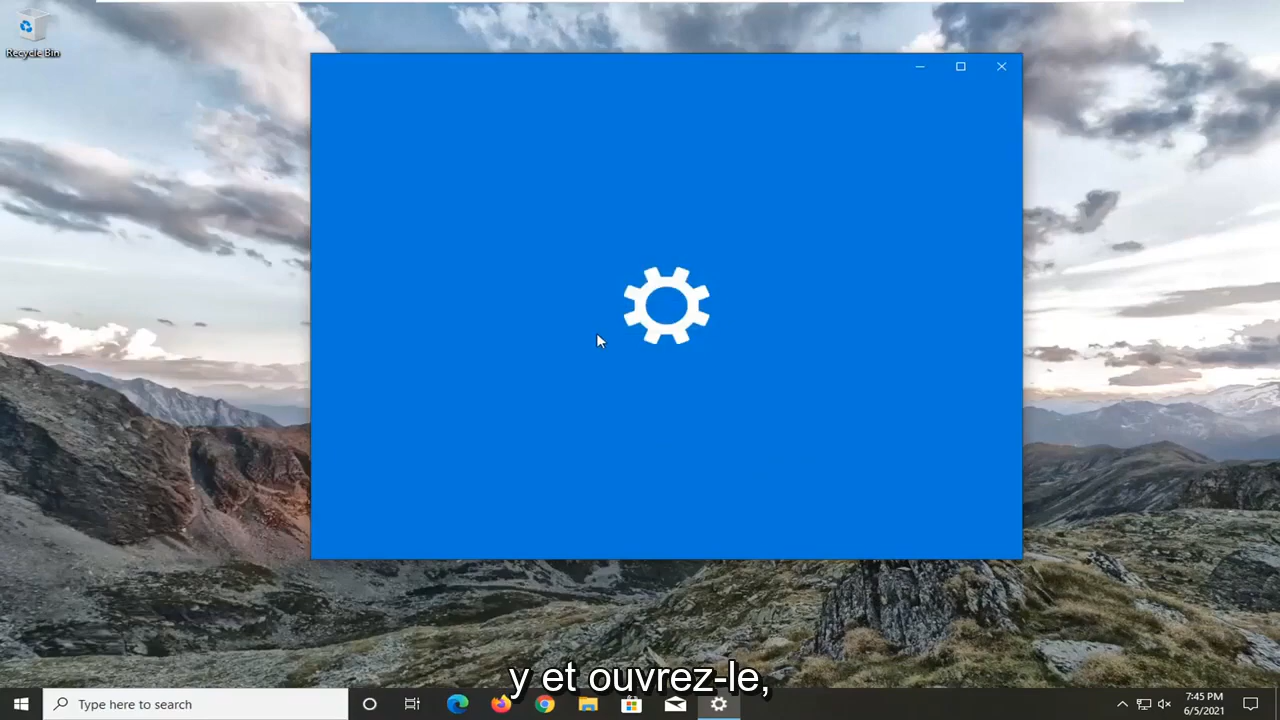 Recycle Bin
y et ouvrez-le,
Type here to search
7:45 PM
6/5/2021